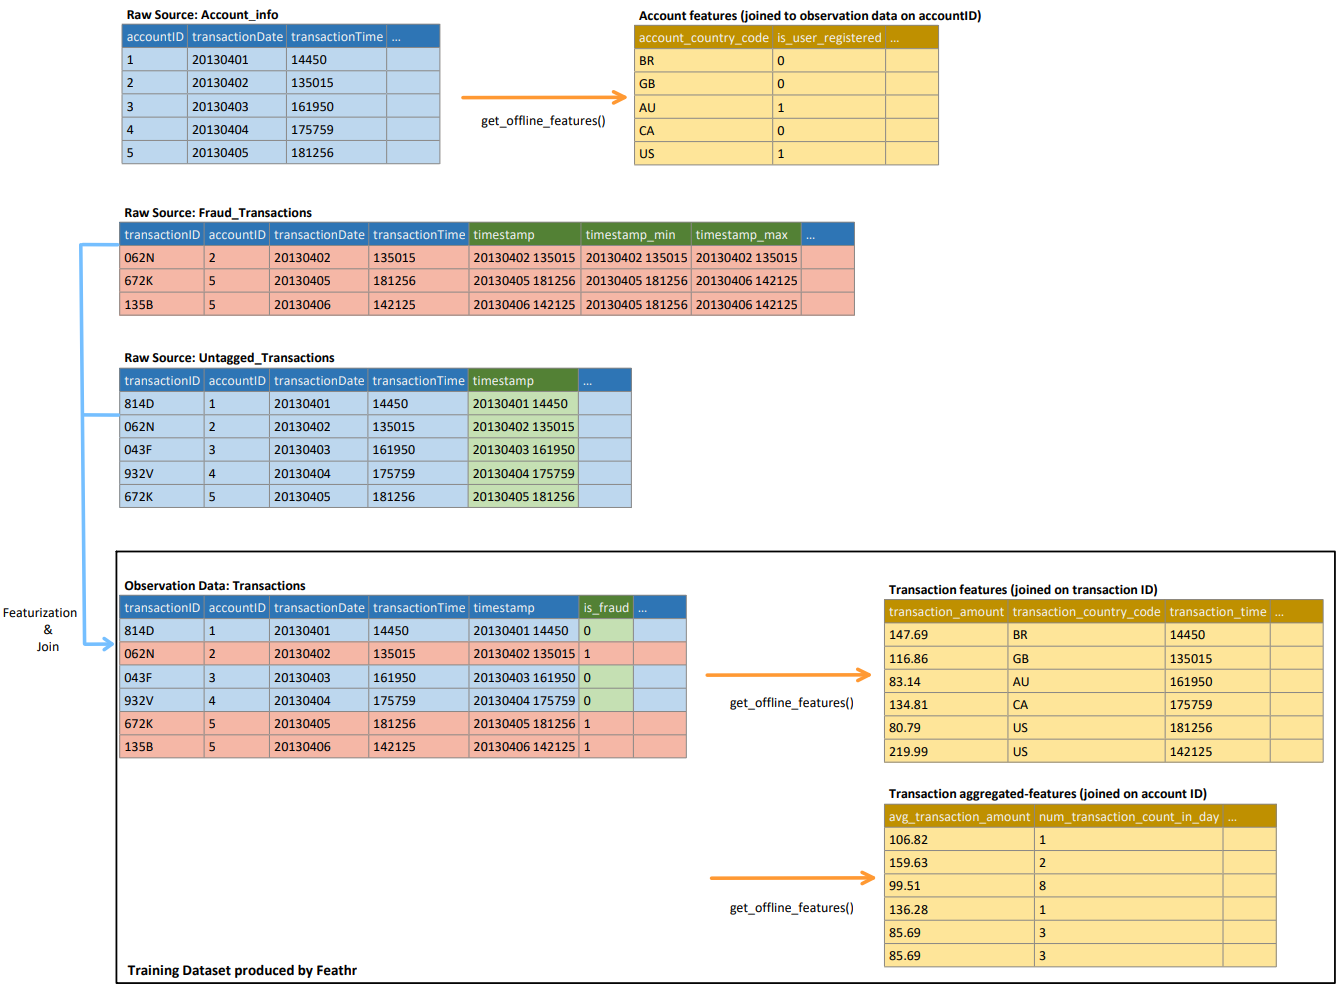 Raw Source: Account_info
accountID transactionDate transactionTime ...
1 20130401 14450
2 20130402 135015
3 20130403 161950
4 20130404 175759
5 20130405 181256
get_offline_features()
Account features (joined to observation data on accountID)
account_country_code is_user_registered ...
BR 0
GB 0
AU 1
CA 0
US 1
Raw Source: Fraud_Transactions
transactionID accountID transactionDate transactionTime timestamp timestamp_min timestamp_max ...
062N 2 20130402 135015 20130402 135015 20130402 135015 20130402 135015
672K 5 20130405 181256 20130405 181256 20130405 181256 20130405 181256
135B 5 20130406 142125 20130406 142125 20130405 181256 20130406 142125
Raw Source: Untagged_Transactions
transactionID accountID transactionDate transactionTime timestamp ...
814D 1 20130401 14450 20130401 14450
062N 2 20130402 135015 20130402 135015
043F 3 20130403 161950 20130403 161950
932V 4 20130404 175759 20130404 175759
672K 5 20130405 181256 20130405 181256
Featurization
&
Join
Observation Data: Transactions
transactionID accountID transactionDate transactionTime timestamp is_fraud ...
814D 1 20130401 14450 20130401 14450 0
062N 2 20130402 135015 20130402 135015 1
043F 3 20130403 161950 20130403 161950 0
932V 4 20130404 175759 20130404 175759 0
672K 5 20130405 181256 20130405 181256 1
135B 5 20130406 142125 20130406 142125 1
get_offline_features()
Transaction features (joined on transaction ID)
transaction_amount transaction_country_code transaction_time ...
147.69 BR 14450
116.86 GB 135015
83.14 AU 161950
134.81 CA 175759
80.79 US 181256
219.99 US 142125
get_offline_features()
Transaction aggregated-features (joined on account ID)
avg_transaction_amount num_transaction_count_in_day ...
106.82 1
159.63 2
99.51 8
136.28 1
85.69 3
85.69 3
Training Dataset produced by Feathr